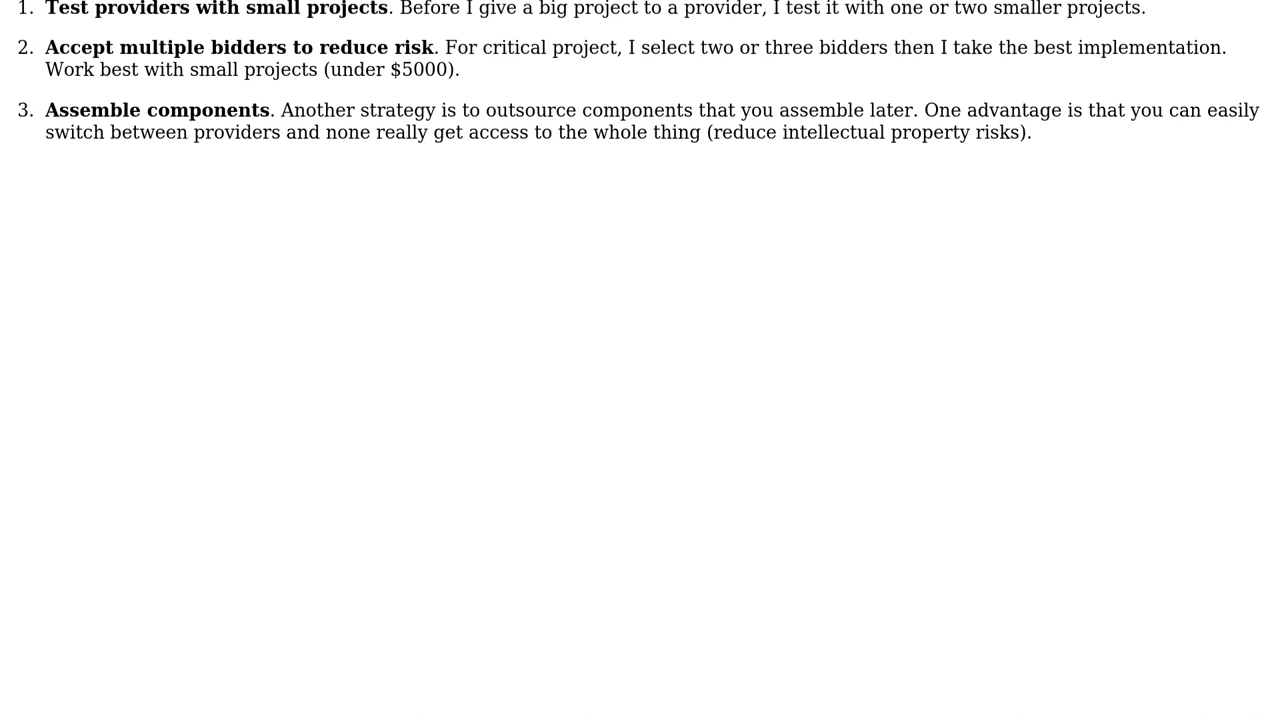 1. Test providers with small projects. Before I give a big project to a provider, I test it with one or two smaller projects.
2. Accept multiple bidders to reduce risk. For critical project, I select two or three bidders then I take the best implementation.
Work best with small projects (under $5000).
3. Assemble components. Another strategy is to outsource components that you assemble later. One advantage is that you can easily
switch between providers and none really get access to the whole thing (reduce intellectual property risks).